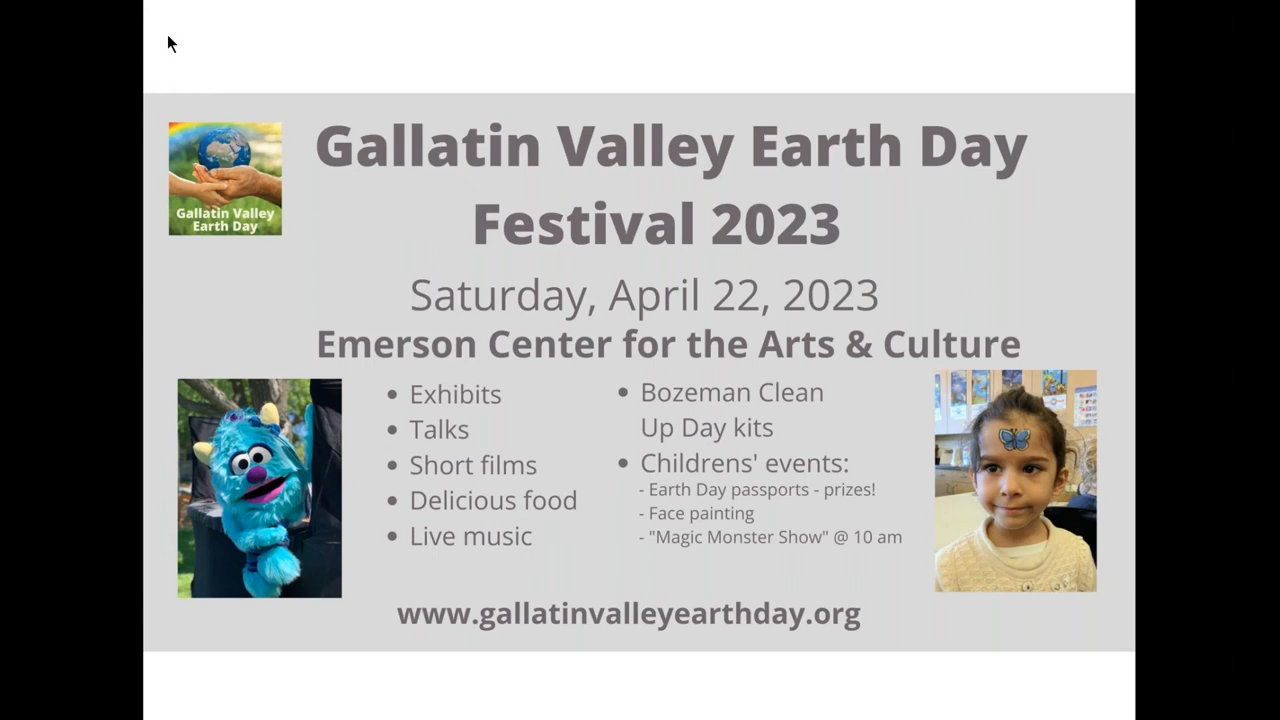 Gallatin Valley Earth Day
Festival 2023
Gallatin Valley
Earth Day
Saturday, April 22, 2023
Emerson Center for the Arts & Culture
• Exhibits
• Talks
• Short films
• Delicious food
• Live music
• Bozeman Clean
Up Day kits
• Childrens' events:
- Earth Day passports - prizes!
- Face painting
- "Magic Monster Show" @ 10 am
www.gallatinvalleyearthday.org